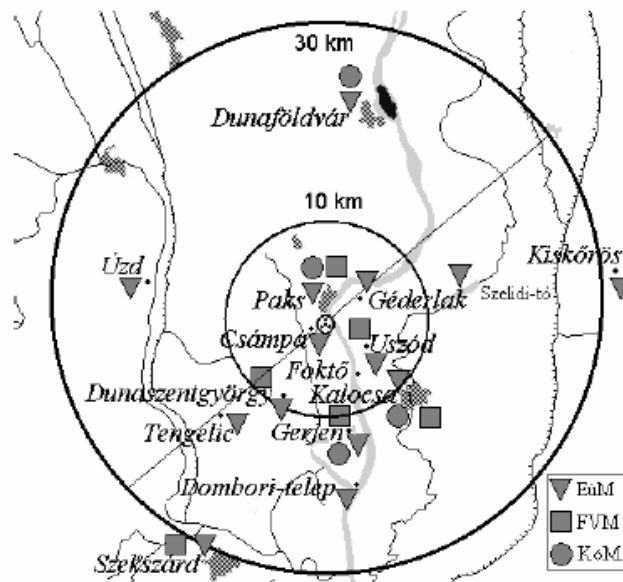 30 km
Dunaföldvár
10 km
Úzd
Kiskőrös
Paks
Géderlak
Szelidi-tó
Csámpa
Uszód
Foktő
Dunaszentgyörgy
Kalocsa
Tengelic
Gerjen
Dombori-telep
EüM
FVM
KöM
Szekszárd